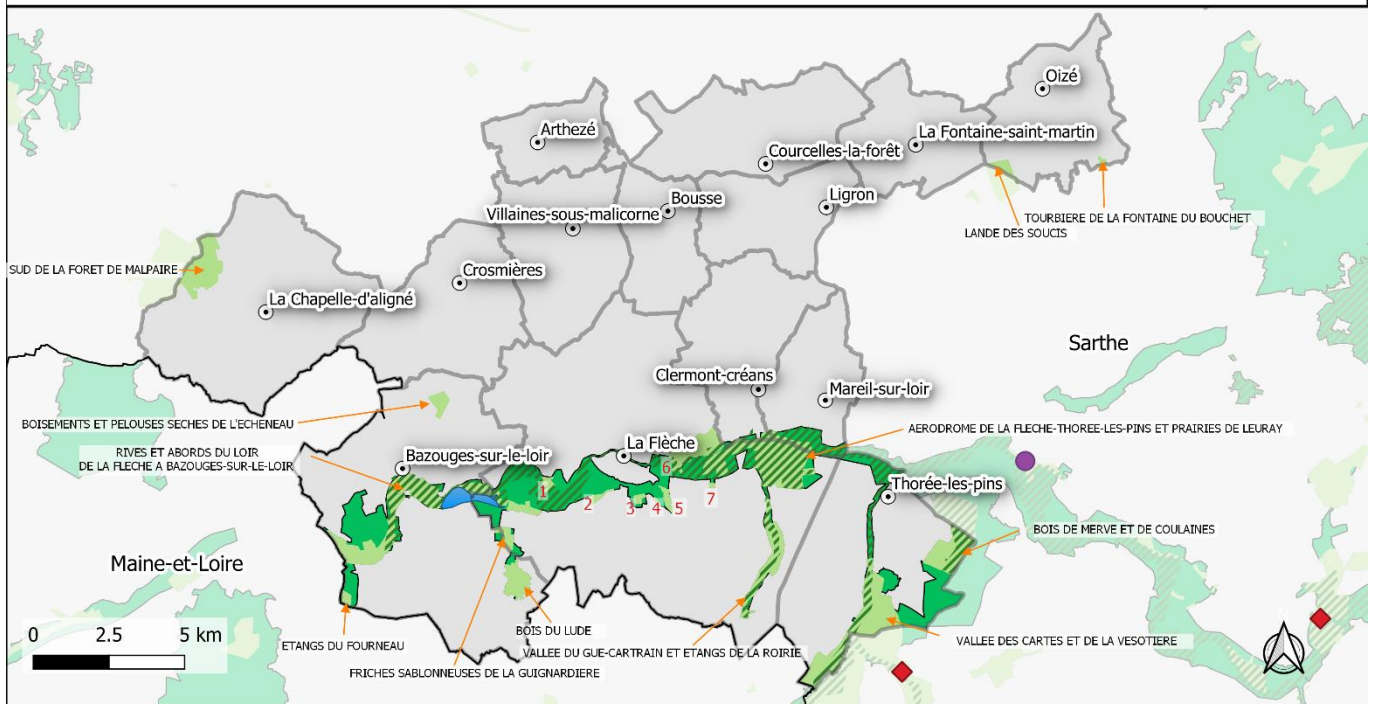 Oizé
Arthezé
La Fontaine-saint-martin
Courcelles-la-forêt
Bousse
Ligron
Villaines-sous-malicorne
TOURBIERE DE LA FONTAINE DU BOUCHET
LANDE DES SOUCIS
SUD DE LA FORET DE MALPAIRE
Crosmières
La Chapelle-d'aligné
Sarthe
Clermont-créans
Mareil-sur-loir
BOISEMENTS ET PELOUSES SECHES DE L'ECHENEAU
AERODROME DE LA FLECHE-THOREE-LES-PINS ET PRAIRIES DE LEURAY
La Flèche
RIVES ET ABORDS DU LOIR
DE LA FLECHE A BAZOUGES-SUR-LE-LOIR
Bazouges-sur-le-loir
6
1
2
3
4
5
7
Thorée-les-pins
BOIS DE MERVE ET DE COULAINES
Maine-et-Loire
0 2.5 5 km
BOIS DU LUDE
ETANGS DU FOURNEAU
VALLEE DU GUE-CARTRAIN ET ETANGS DE LA ROIRIE
VALLEE DES CARTES ET DE LA VESOTIERE
FRICHES SABLONNEUSES DE LA GUIGNARDIERE